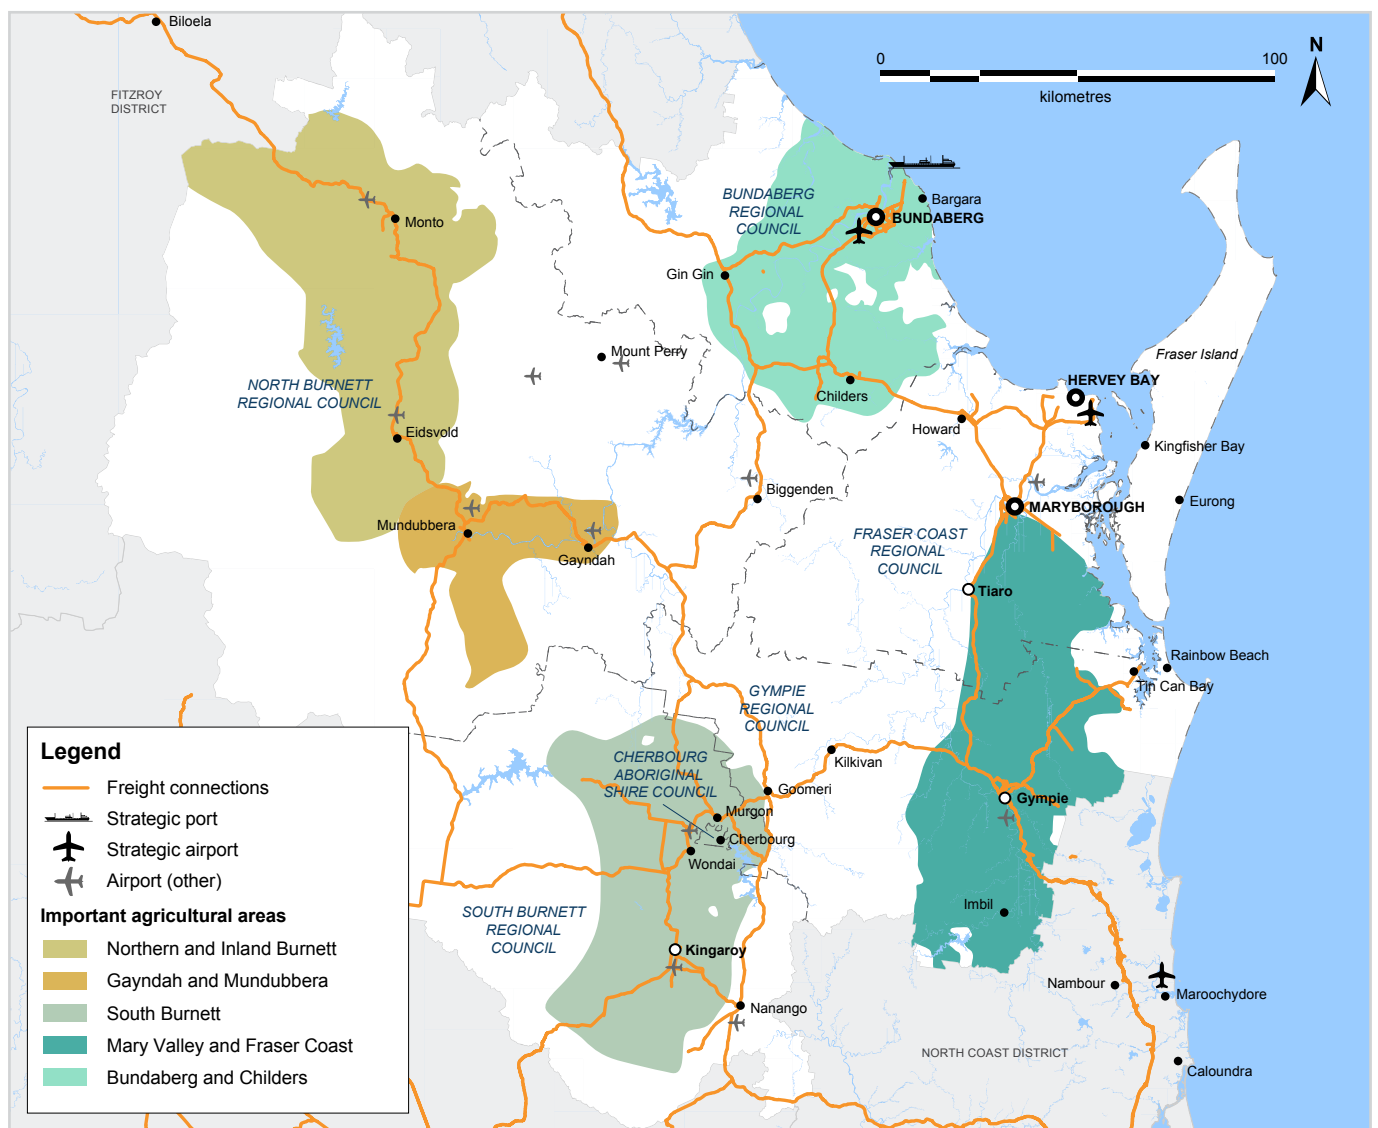 Biloela
FITZROY
DISTRICT
0
100
kilometres
N
Monto
BUNDABERG
REGIONAL
COUNCIL
Bargara
BUNDABERG
Gin Gin
Mount Perry
Fraser Island
NORTH BURNETT
REGIONAL COUNCIL
Childers
HERVEY BAY
Howard
Eidsvold
Kingfisher Bay
Biggenden
Eurong
MARYBOROUGH
Mundubbera
Gayndah
FRASER COAST
REGIONAL
COUNCIL
Tiaro
Rainbow Beach
Tin Can Bay
GYMPIE
REGIONAL
COUNCIL
Kilkivan
CHERBOURG
ABORIGINAL
SHIRE COUNCIL
Goomeri
Gympie
Murgon
Cherbourg
Wondai
Imbil
SOUTH BURNETT
REGIONAL
COUNCIL
Kingaroy
Nambour
Maroochydore
Nanango
NORTH COAST DISTRICT
Caloundra
Legend
Freight connections
Strategic port
Strategic airport
Airport (other)
Important agricultural areas
Northern and Inland Burnett
Gayndah and Mundubbera
South Burnett
Mary Valley and Fraser Coast
Bundaberg and Childers